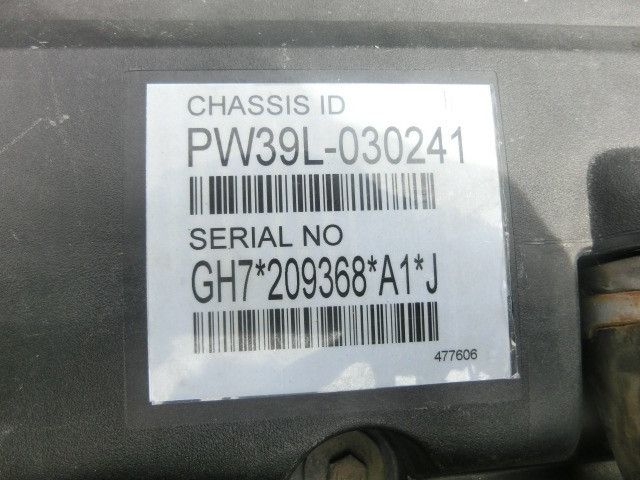 CHASSIS ID
PW39L-030241
SERIAL NO
GH7*209368*A1*J
477606